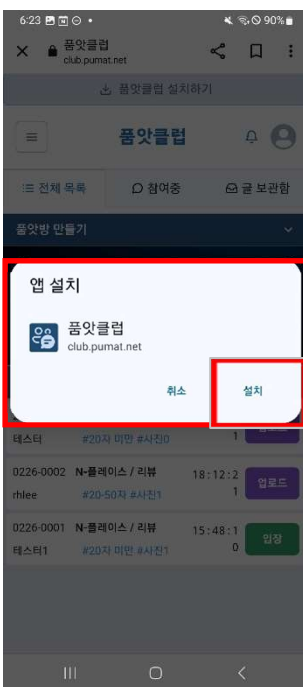 6:23
90%
품앗클럽
club.pumat.net
품앗클럽 설치하기
품앗클럽
전체 목록
참여중
글 보관함
품앗방 만들기
앱 설치
품앗클럽
club.pumat.net
취소
설치
테스터 #20자 미만 #사진0 1
0226-0002 N-플레이스 / 리뷰 18:12:2
업로드
rhlee #20-50자 #사진1 1
0226-0001 N-플레이스 / 리뷰 15:48:1
입장
테스터1 #20자 미만 #사진1 0